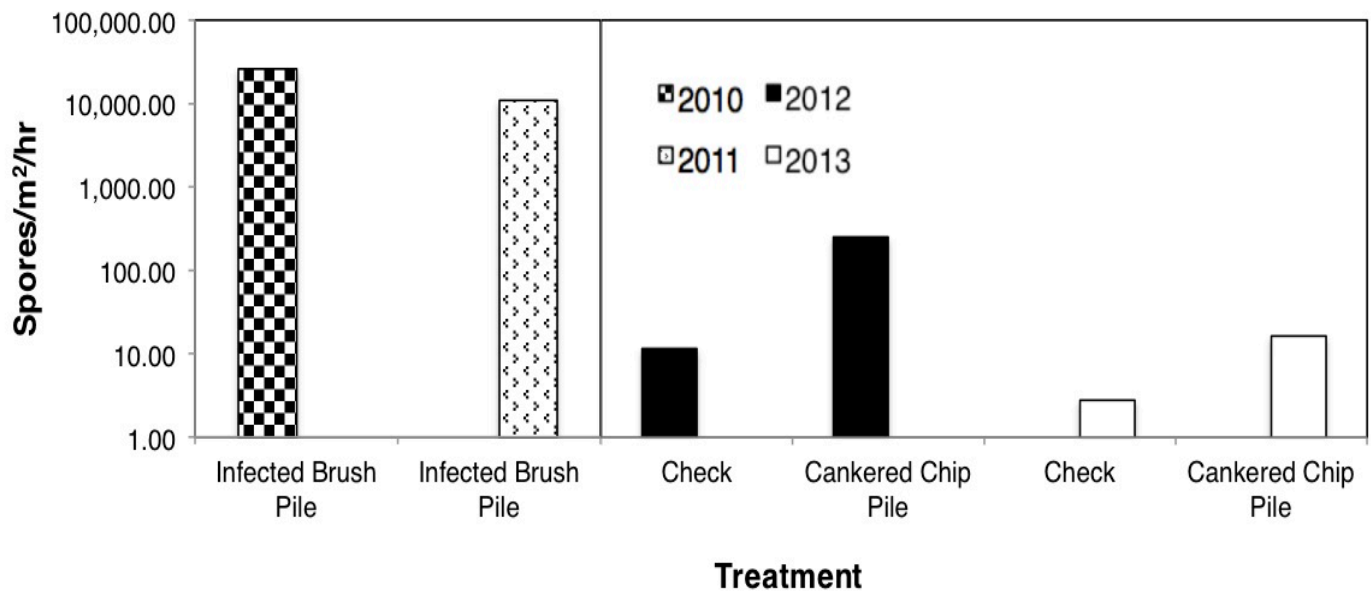 100,000.00
10,000.00
1,000.00
100.00
10.00
1.00
Spores/m²/hr
2010 2012
2011 2013
Infected Brush Pile
Infected Brush Pile
Check
Cankered Chip Pile
Check
Cankered Chip Pile
Treatment